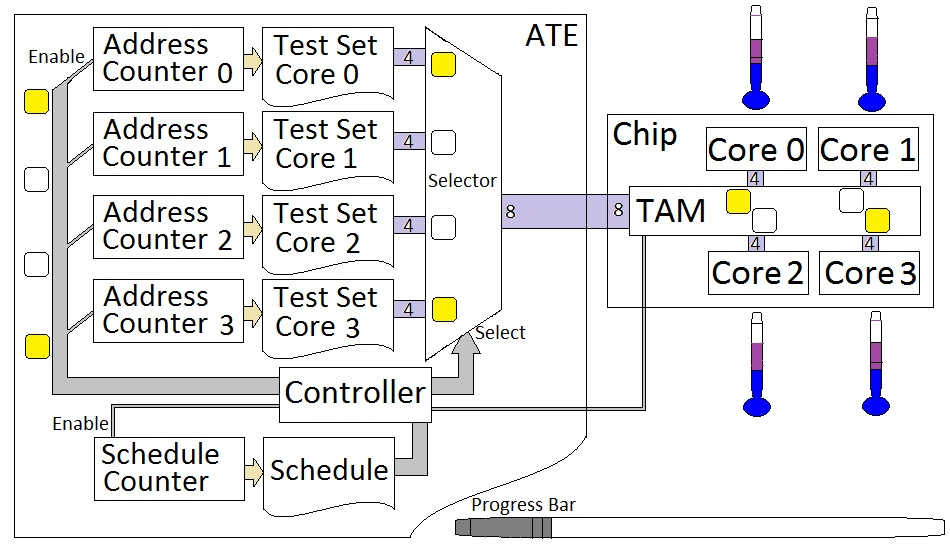 ATE
Enable
Address
Counter 0
Test Set
Core 0
4
Address
Counter 1
Test Set
Core 1
4
Selector
Address
Counter 2
Test Set
Core 2
4
Address
Counter 3
Test Set
Core 3
4
Select
8
8
Chip
Core 0
Core 1
4
4
TAM
4
4
Core 2
Core 3
Controller
Enable
Schedule
Counter
Schedule
Progress Bar